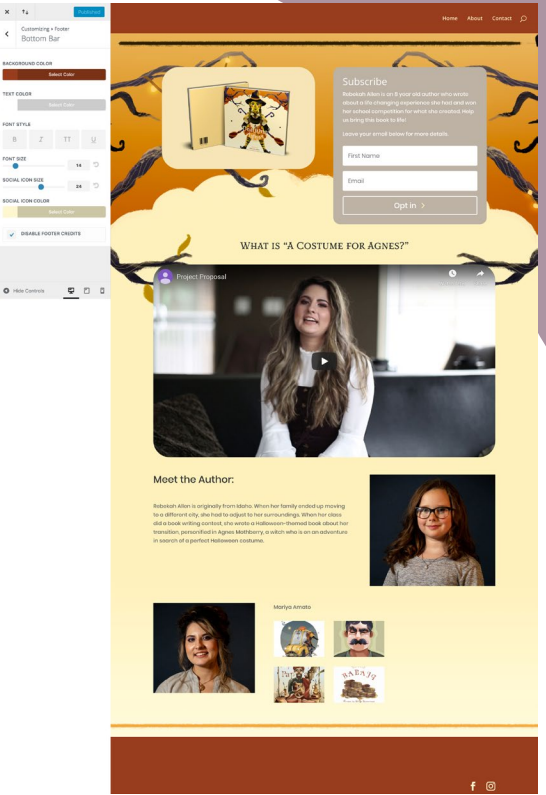 Published
Customizing ▸ Footer
Bottom Bar
BACKGROUND COLOR
Select Color
TEXT COLOR
Select Color
FONT STYLE
B I TT U
FONT SIZE
14
SOCIAL ICON SIZE
24
SOCIAL ICON COLOR
Select Color
DISABLE FOOTER CREDITS
Hide Controls
Home About Contact
Subscribe
Rebekah Allen is an 11 year old author who wrote
about a life changing experience she had and won
her school competition for what she created. Help
us bring this book to life!
Leave your email below for more details.
First Name
Email
Opt in >
WHAT IS “A COSTUME FOR AGNES?”
Project Proposal
Meet the Author:
Rebekah Allen is originally from Idaho. When her family ended up moving
to a different city, she had to adjust to her surroundings. When her class
did a book writing contest, she wrote a Halloween-themed book about her
transition, personified in Agnes Mothberry, a witch who is on an adventure
in search of a perfect Halloween costume.
Mariya Amato
BABAJQ